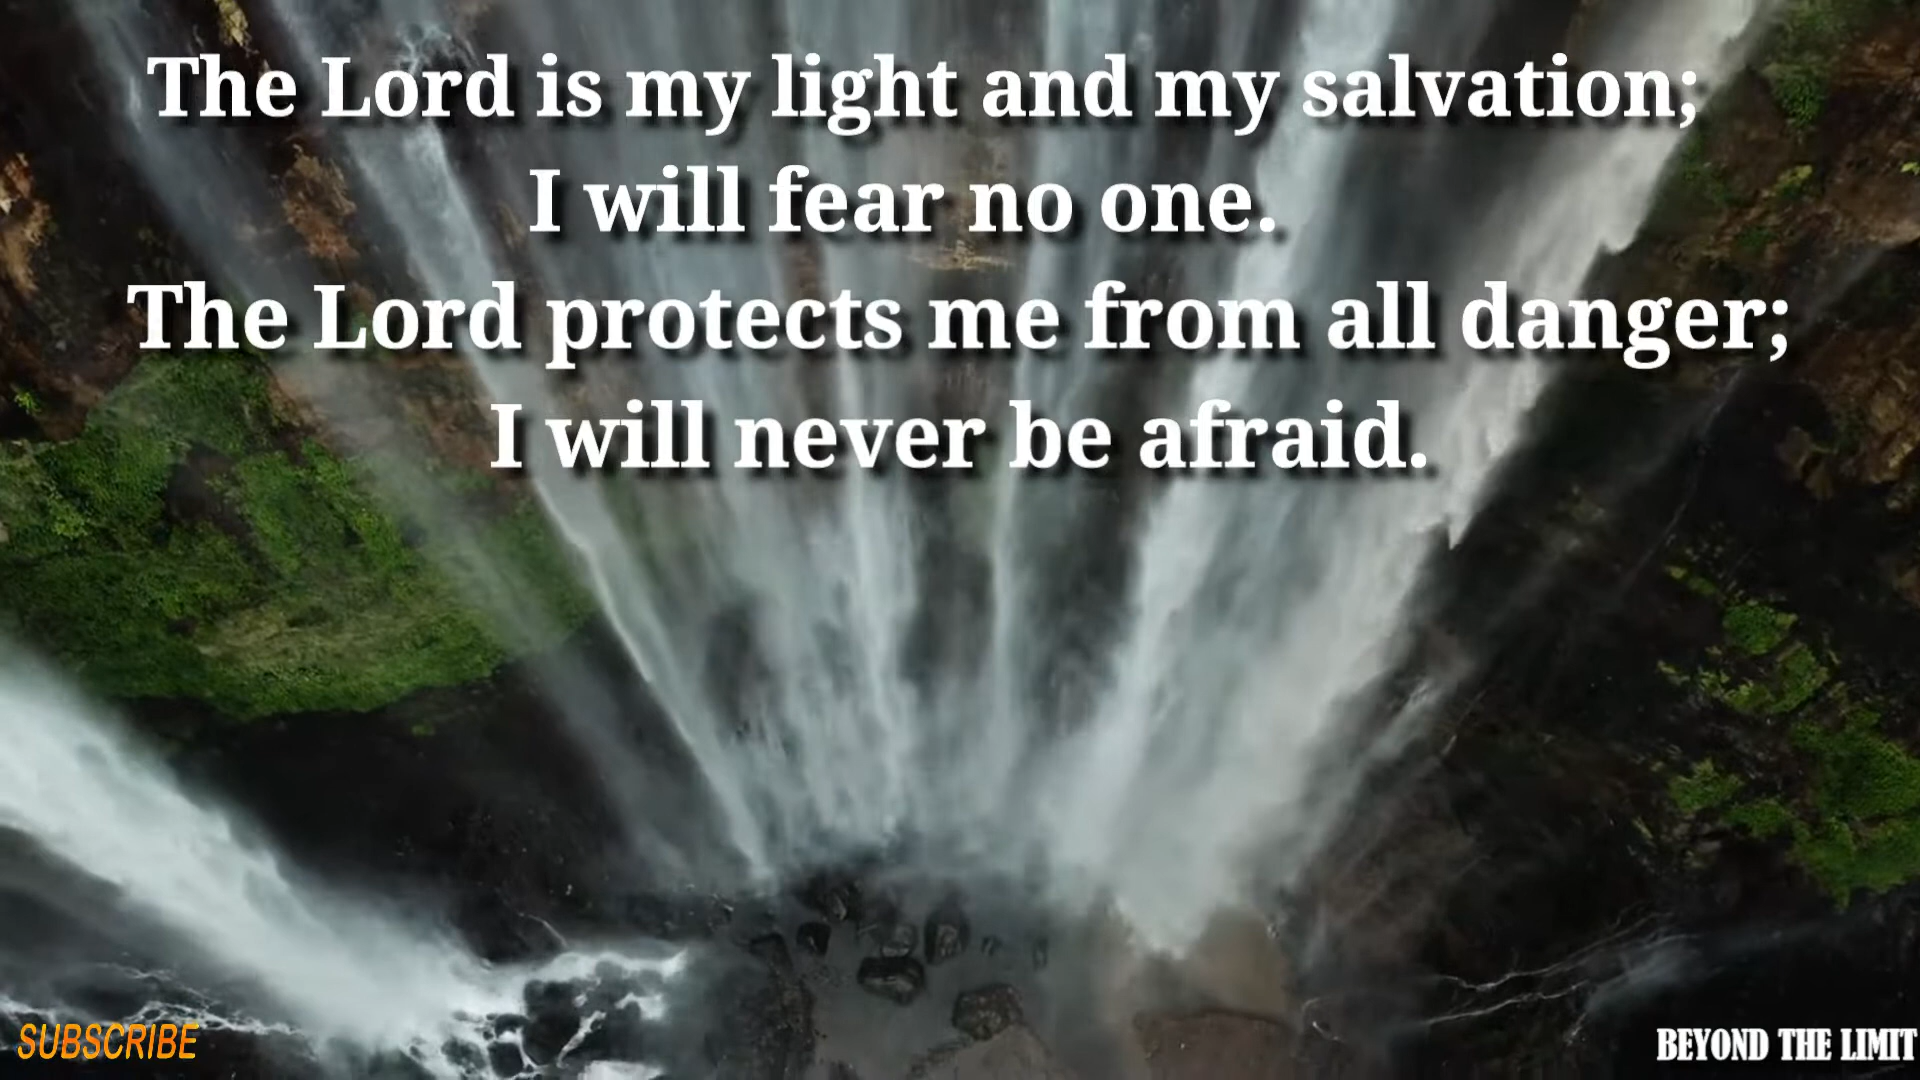 The Lord is my light and my salvation;
I will fear no one.
The Lord protects me from all danger;
I will never be afraid.
SUBSCRIBE
BEYOND THE LIMIT